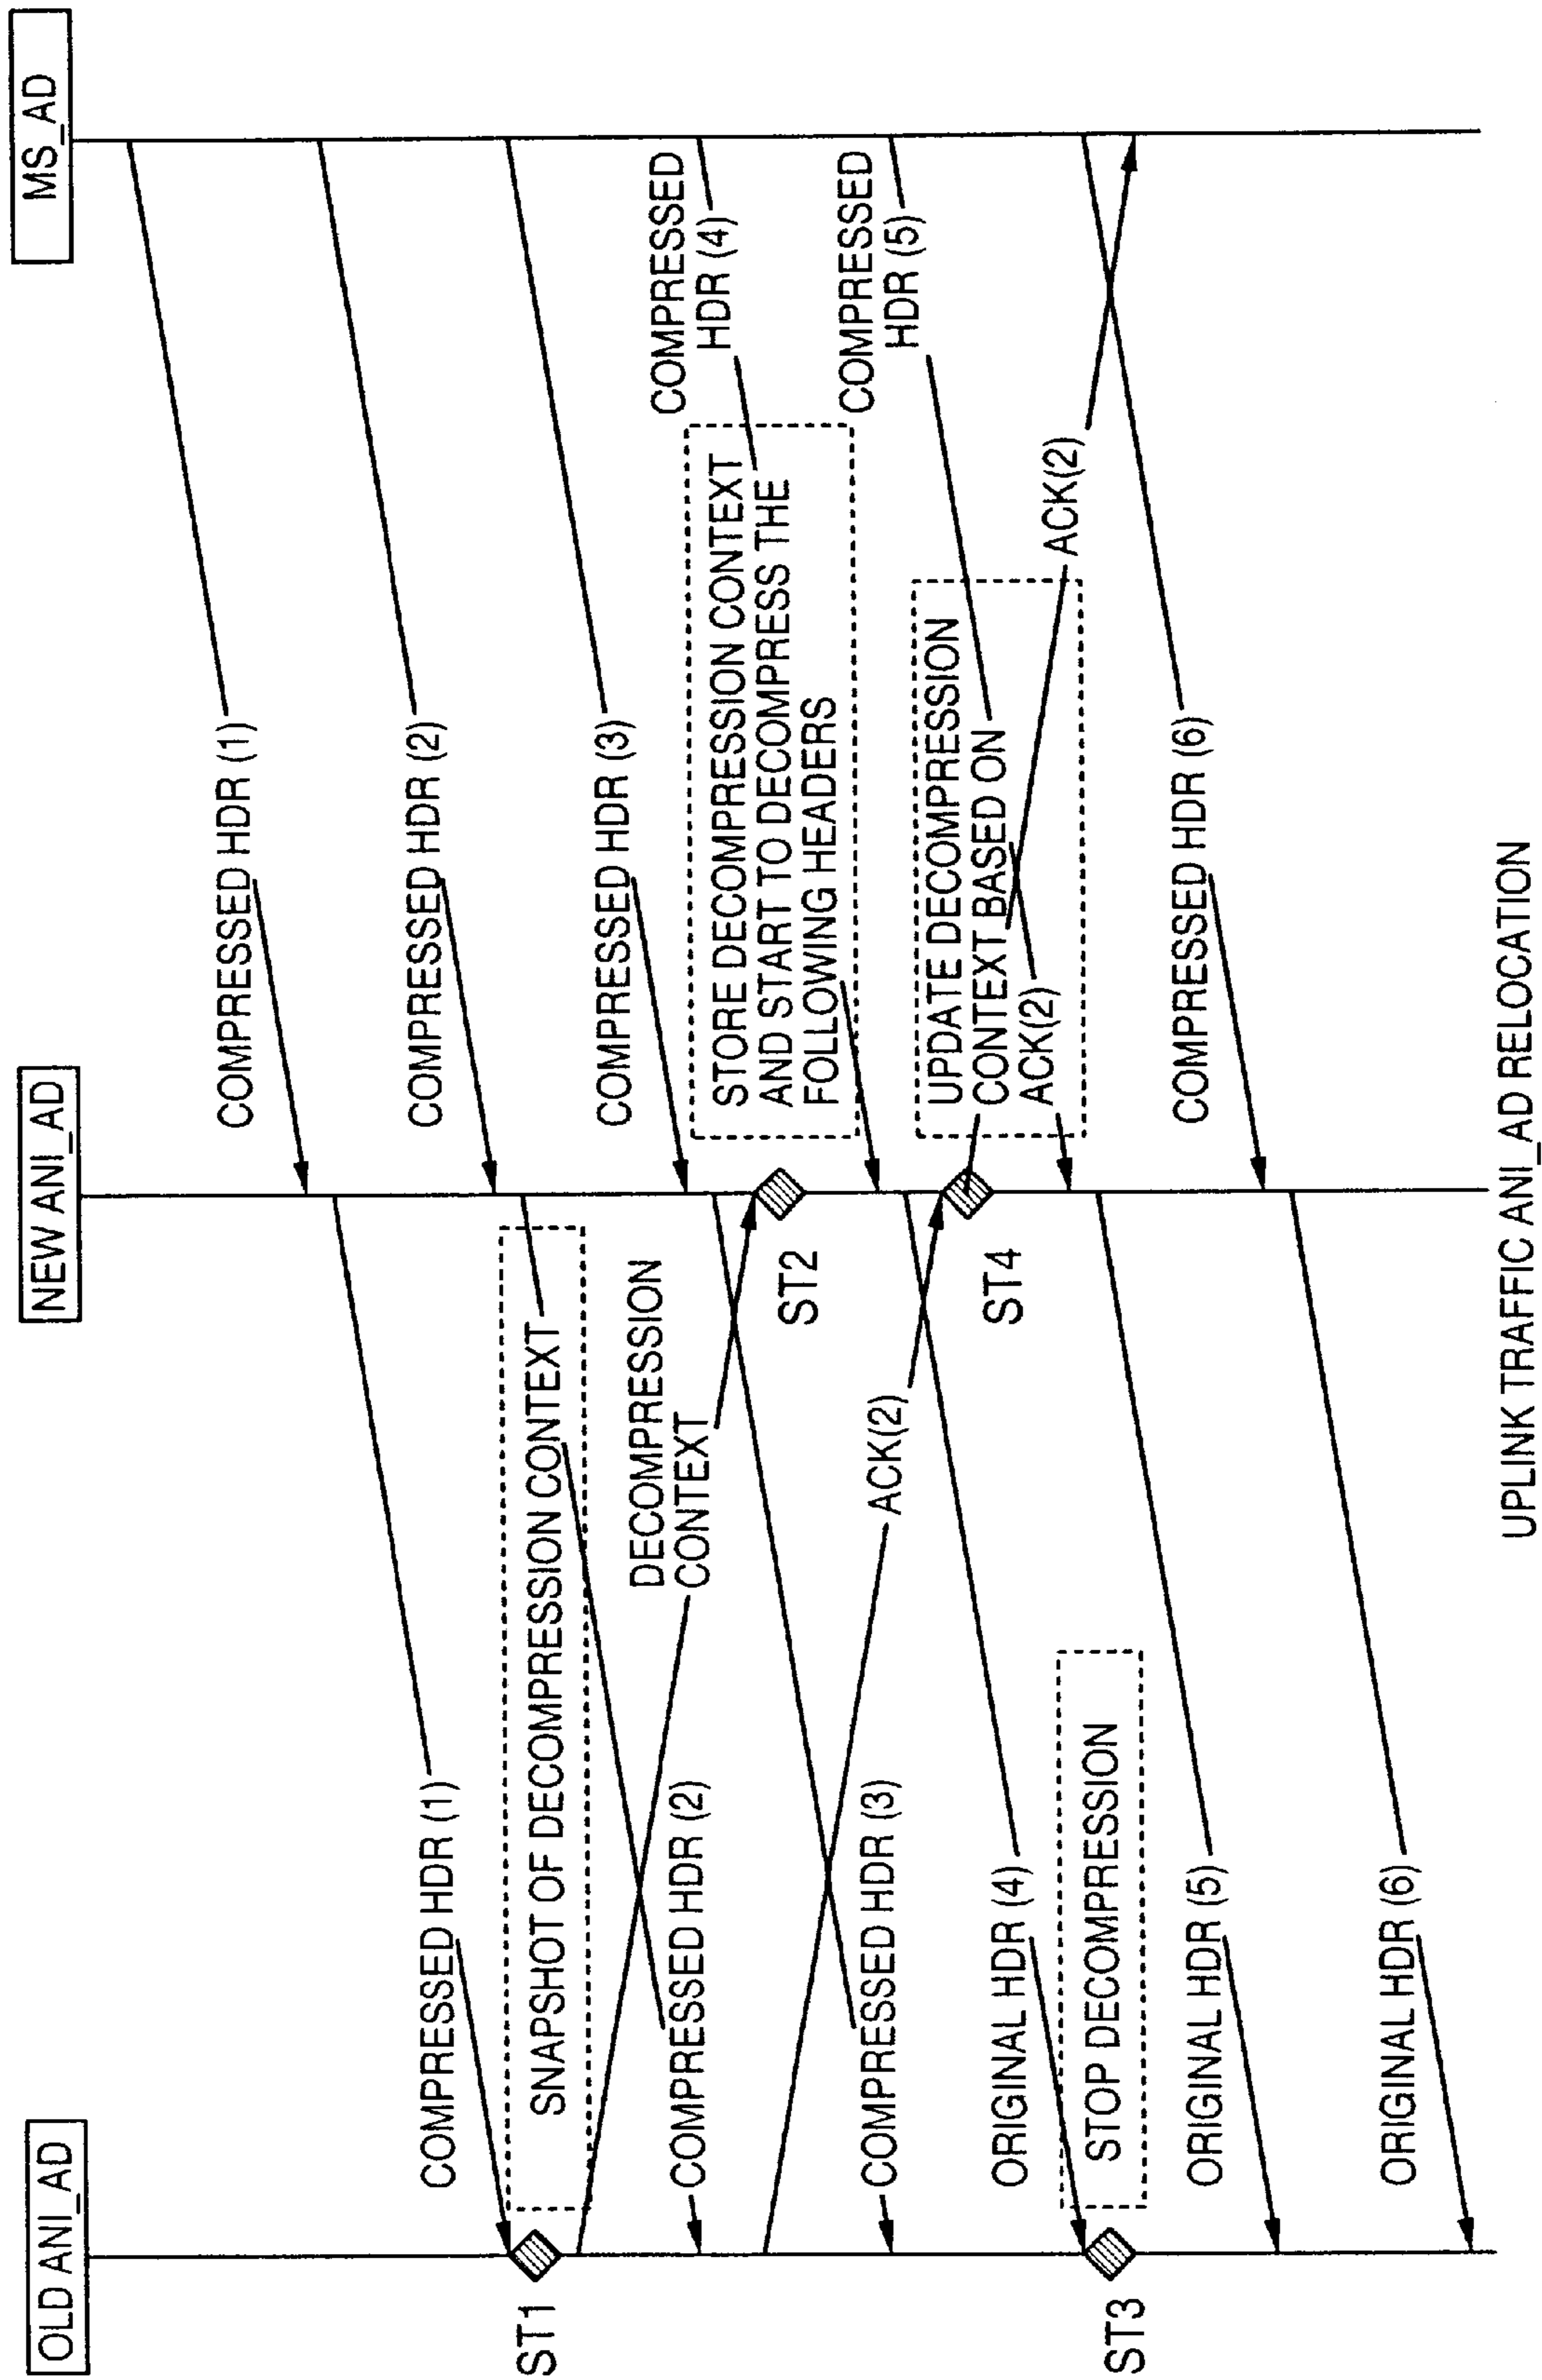 OLD ANI_AD
NEW ANI_AD
MS_AD
COMPRESSED HDR (1)
COMPRESSED HDR (1)
COMPRESSED HDR (2)
ST1
SNAPSHOT OF DECOMPRESSION CONTEXT
COMPRESSED HDR (3)
DECOMPRESSION
CONTEXT
COMPRESSED
HDR (4)
COMPRESSED HDR (2)
ST2
STORE DECOMPRESSION CONTEXT
AND START TO DECOMPRESS THE
FOLLOWING HEADERS
COMPRESSED
HDR (5)
COMPRESSED HDR (3)
ACK(2)
ST4
UPDATE DECOMPRESSION
CONTEXT BASED ON
ACK(2)
ACK(2)
ORIGINAL HDR (4)
ST3
STOP DECOMPRESSION
COMPRESSED HDR (6)
ORIGINAL HDR (5)
ORIGINAL HDR (6)
UPLINK TRAFFIC ANI_AD RELOCATION